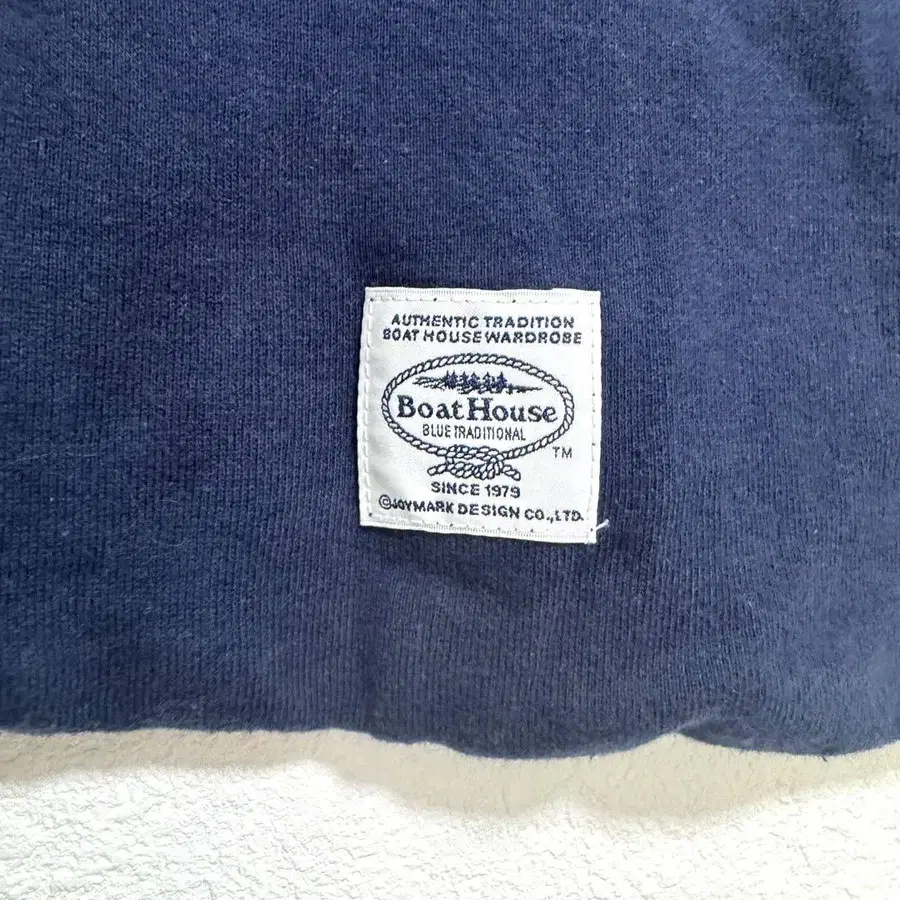 AUTHENTIC TRADITION
BOAT HOUSE WARDROBE
Boat House
BLUE TRADITIONAL
TM
SINCE 1979
©JOYMARK DESIGN CO.,LTD.